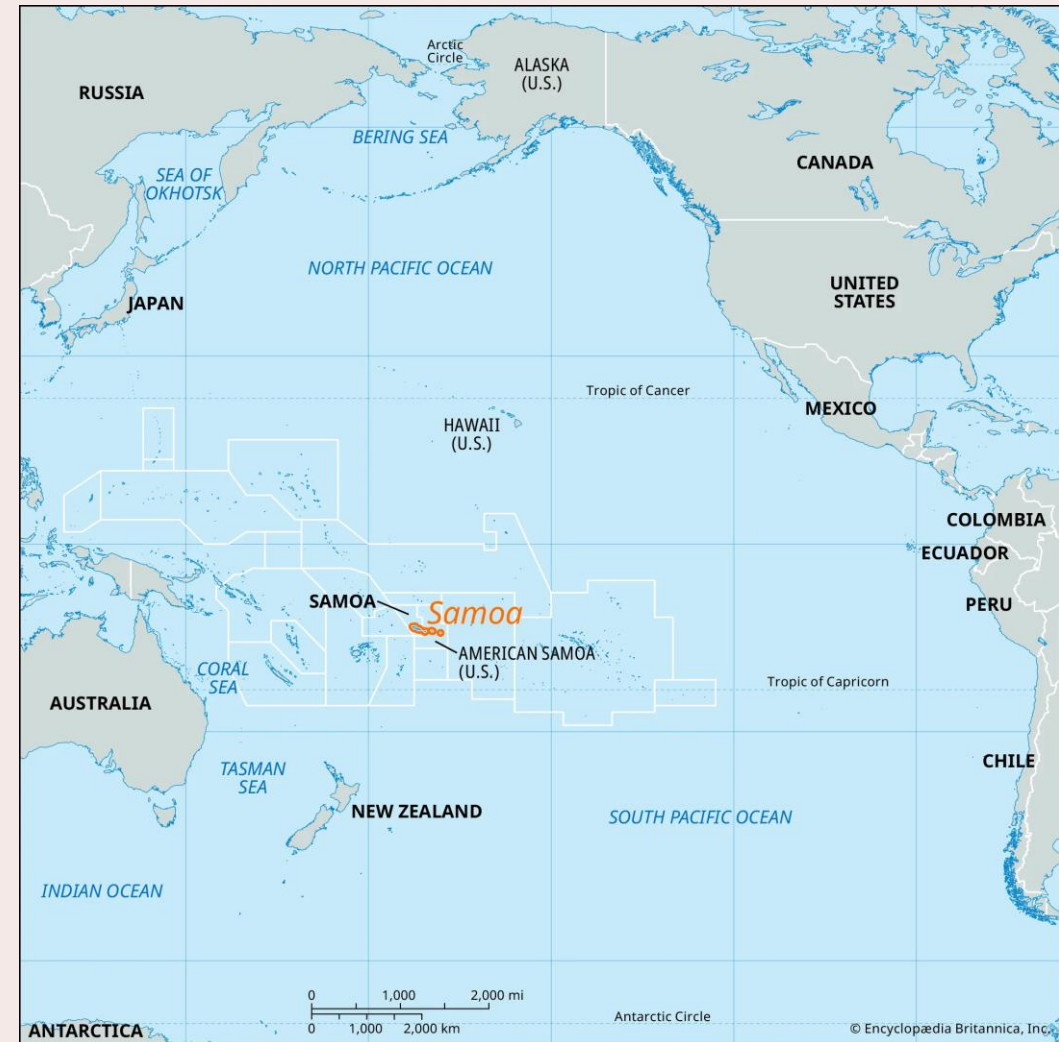 Arctic
Circle
ALASKA
(U.S.)
RUSSIA
BERING SEA
CANADA
SEA OF
OKHOTSK
NORTH PACIFIC OCEAN
UNITED
STATES
JAPAN
Tropic of Cancer
MEXICO
HAWAII
(U.S.)
COLOMBIA
ECUADOR
SAMOA
Samoa
PERU
AMERICAN SAMOA
(U.S.)
CORAL
SEA
Tropic of Capricorn
AUSTRALIA
TASMAN
SEA
CHILE
NEW ZEALAND
SOUTH PACIFIC OCEAN
INDIAN OCEAN
0 1,000 2,000 mi
0 1,000 2,000 km
Antarctic Circle
ANTARCTICA
© Encyclopædia Britannica, Inc.